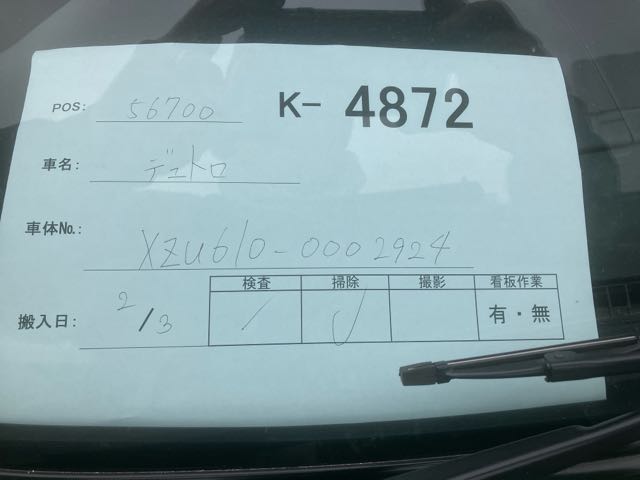 POS: 56700 K- 4872
車名: デュトロ
車体No.: XZU610-0002924
検査 掃除 撮影 看板作業
搬入日: 2/3 有・無